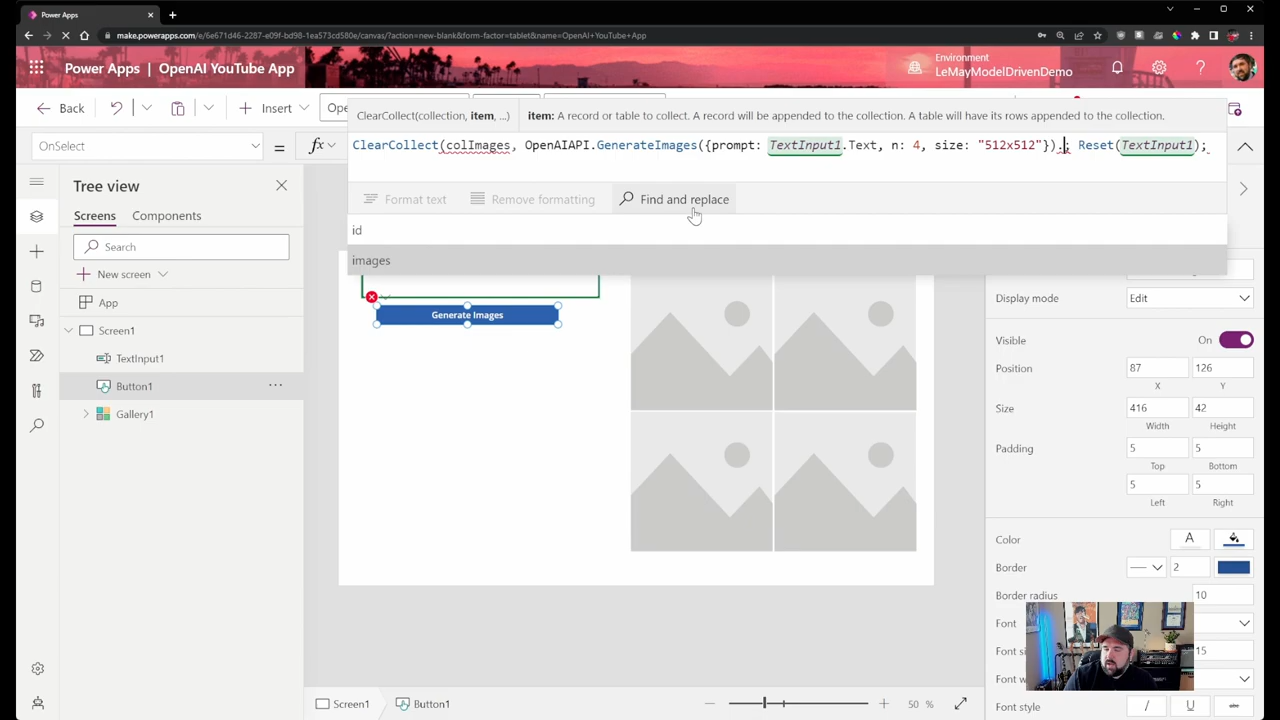 Power Apps
make.powerapps.com/e/6e671d46-2287-e09f-bd98-1ea573cd580e/canvas/?action=new-blank&form-factor=tablet&name=OpenAI+YouTube+App
Power Apps | OpenAI YouTube App
Environment
LeMayModelDrivenDemo
Back
Insert
Ope
ClearCollect(collection, item, ...)
item: A record or table to collect. A record will be appended to the collection. A table will have its rows appended to the collection.
OnSelect
=
fx
ClearCollect(colImages, OpenAIAPI.GenerateImages({prompt: TextInput1.Text, n: 4, size: "512x512"}).; Reset(TextInput1);
Format text
Remove formatting
Find and replace
id
images
Tree view
Screens
Components
Search
New screen
App
Screen1
TextInput1
Button1
Gallery1
Generate Images
Display mode
Edit
Visible
On
Position
87
126
X
Y
Size
416
42
Width
Height
Padding
5
5
Top
Bottom
5
5
Left
Right
Color
A
Border
2
Border radius
10
Font
Font si
15
Font w
Font style
/
U
abc
Screen1
Button1
50 %